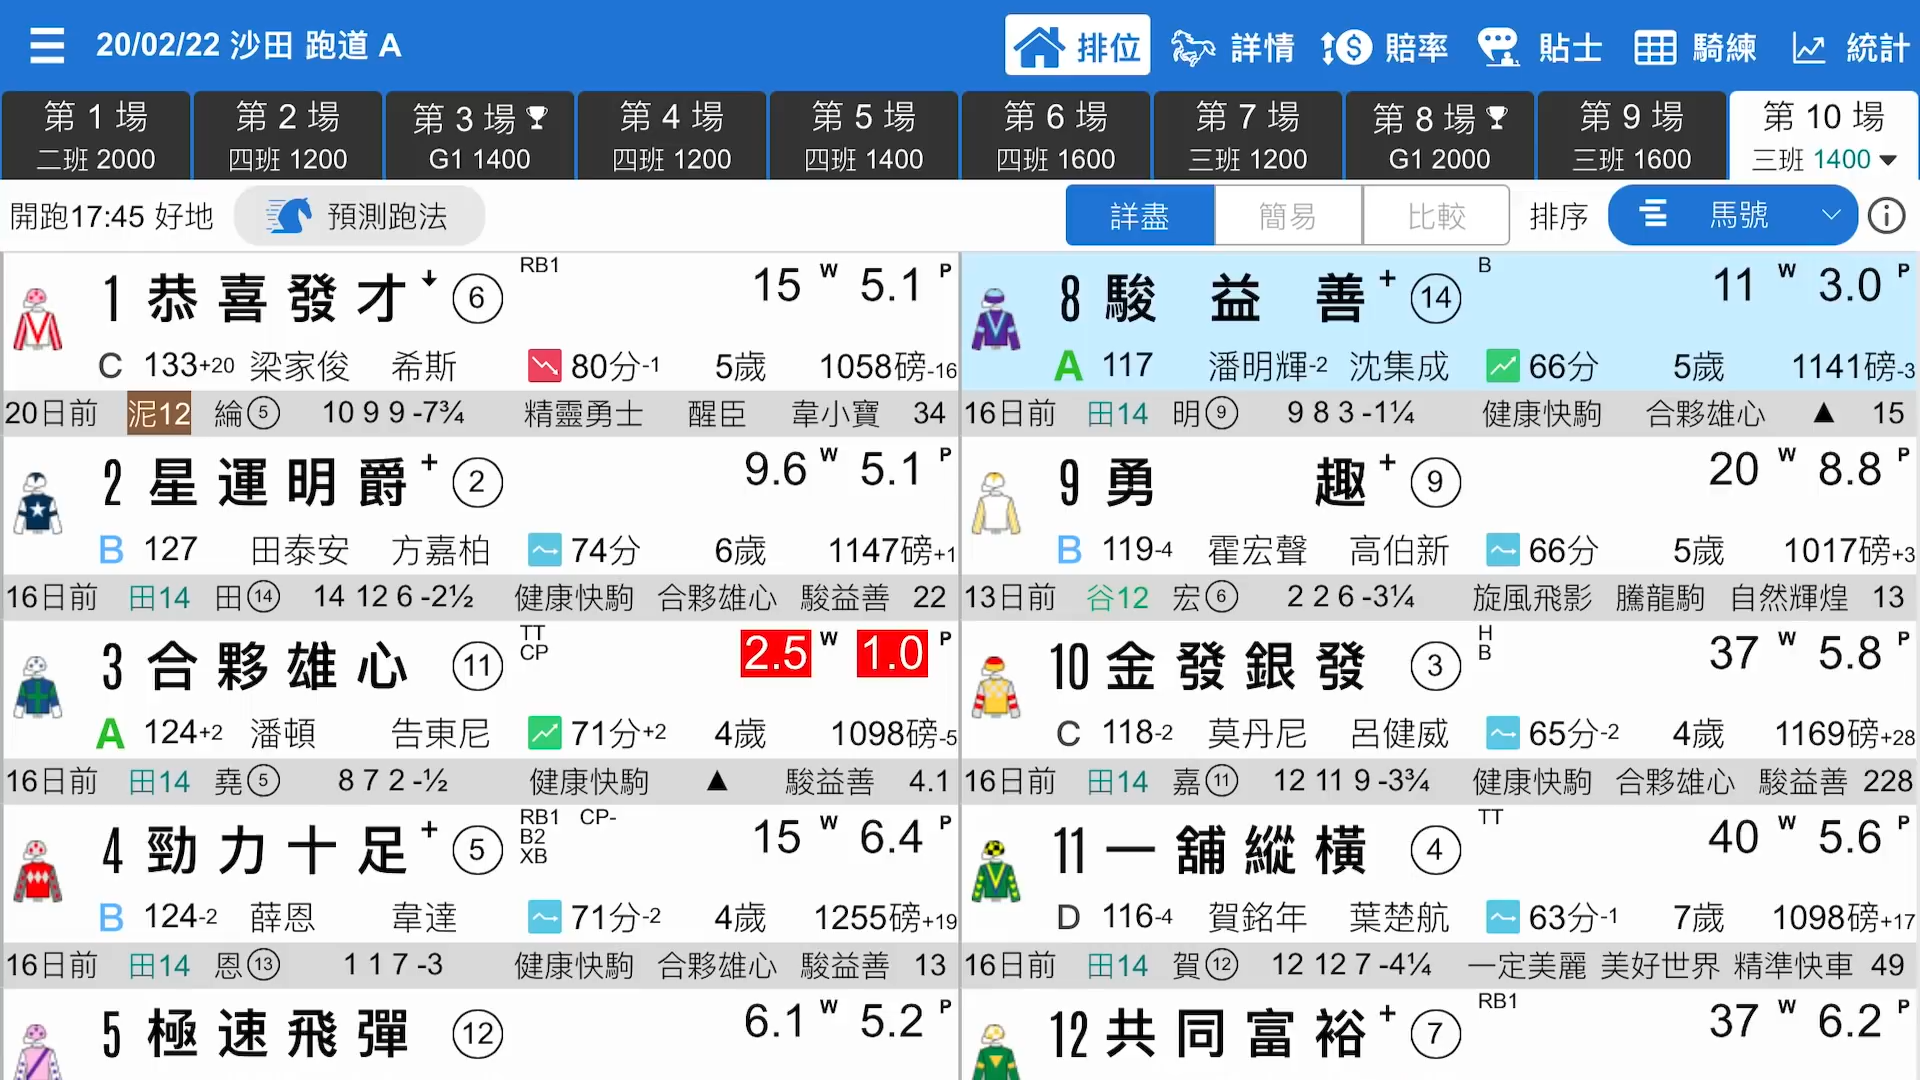 20/02/22 沙田 跑道 A
排位 詳情 賠率 貼士 騎練 統計
第 1 場 第 2 場 第 3 場 第 4 場 第 5 場 第 6 場 第 7 場 第 8 場 第 9 場 第 10 場
二班 2000 四班 1200 G1 1400 四班 1200 四班 1400 四班 1600 三班 1200 G1 2000 三班 1600 三班 1400
開跑17:45 好地 預測跑法 詳盡 簡易 比較 排序 馬號
1 恭喜發才 6 RB1 15 W 5.1 P
C 133+20 梁家俊 希斯 80分-1 5歲 1058磅-16
20日前 泥12 綸5 10 9 9 -7¾ 精靈勇士 醒臣 韋小寶 34
2 星運明爵+ 2 9.6 W 5.1 P
B 127 田泰安 方嘉柏 74分 6歲 1147磅+1
16日前 田14 田14 14 12 6 -2½ 健康快駒 合夥雄心 駿益善 22
3 合夥雄心 11 TT CP 2.5 W 1.0 P
A 124+2 潘頓 告東尼 71分+2 4歲 1098磅-5
16日前 田14 堯5 8 7 2 -½ 健康快駒 ▲ 駿益善 4.1
4 勁力十足+ 5 RB1 CP- B2 XB 15 W 6.4 P
B 124-2 薛恩 韋達 71分-2 4歲 1255磅+19
16日前 田14 恩13 1 1 7 -3 健康快駒 合夥雄心 駿益善 13
5 極速飛彈 12 6.1 W 5.2 P
8 駿益善+ 14 B 11 W 3.0 P
A 117 潘明輝-2 沈集成 66分 5歲 1141磅-3
16日前 田14 明9 9 8 3 -1¼ 健康快駒 合夥雄心 ▲ 15
9 勇趣+ 9 20 W 8.8 P
B 119-4 霍宏聲 高伯新 66分 5歲 1017磅+3
13日前 谷12 宏6 2 2 6 -3¼ 旋風飛影 騰龍駒 自然輝煌 13
10 金發銀發 3 H B 37 W 5.8 P
C 118-2 莫丹尼 呂健威 65分-2 4歲 1169磅+28
16日前 田14 嘉11 12 11 9 -3¾ 健康快駒 合夥雄心 駿益善 228
11 一舖縱橫 4 TT 40 W 5.6 P
D 116-4 賀銘年 葉楚航 63分-1 7歲 1098磅+17
16日前 田14 賀12 12 12 7 -4¼ 一定美麗 美好世界 精準快車 49
12 共同富裕+ 7 RB1 37 W 6.2 P